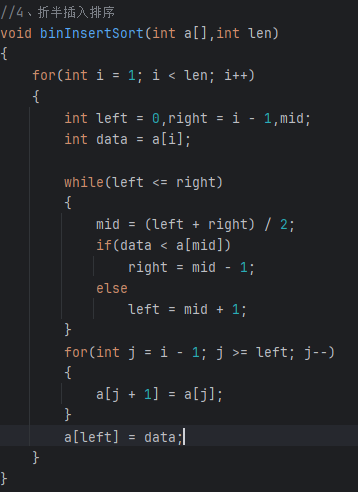 //4、折半插入排序
void binInsertSort(int a[],int len)
{
    for(int i = 1; i < len; i++)
    {
        int left = 0,right = i - 1,mid;
        int data = a[i];

        while(left <= right)
        {
            mid = (left + right) / 2;
            if(data < a[mid])
                right = mid - 1;
            else
                left = mid + 1;
        }
        for(int j = i - 1; j >= left; j--)
        {
            a[j + 1] = a[j];
        }
        a[left] = data;
    }
}